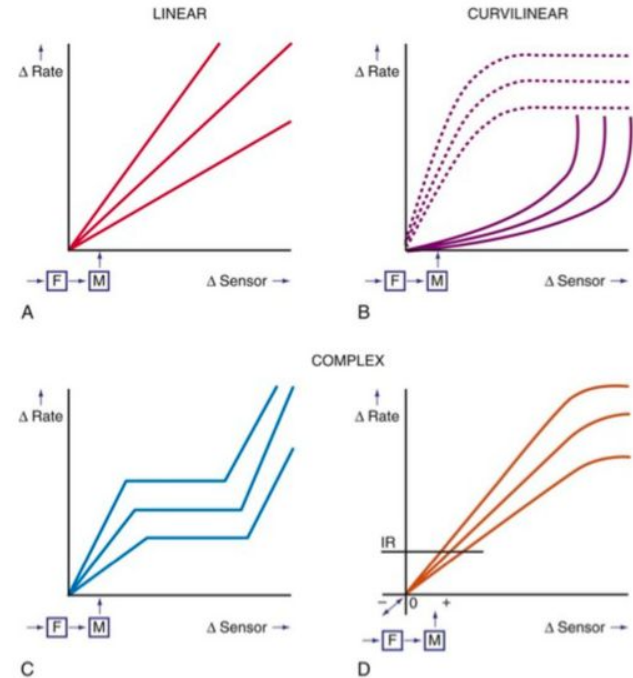 LINEAR
Δ Rate
F M Δ Sensor
A
CURVILINEAR
Δ Rate
F M Δ Sensor
B
COMPLEX
Δ Rate
F M Δ Sensor
C
Δ Rate
IR
− 0 +
F M Δ Sensor
D